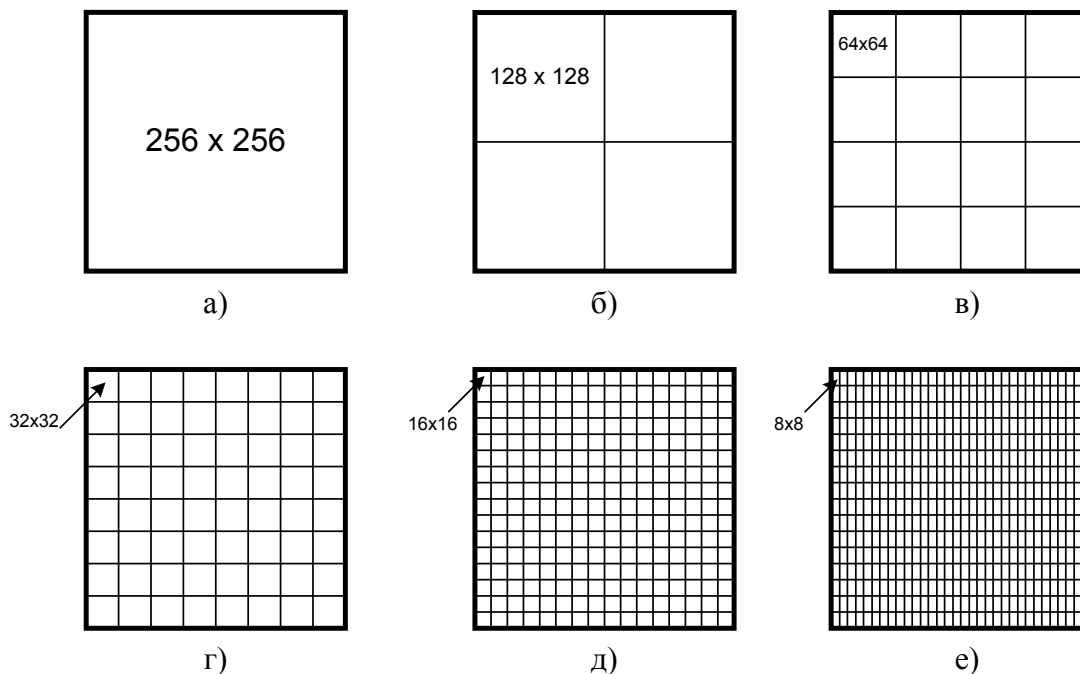 256 x 256
128 x 128
64x64
а)
б)
в)
32x32
16x16
8x8
г)
д)
е)